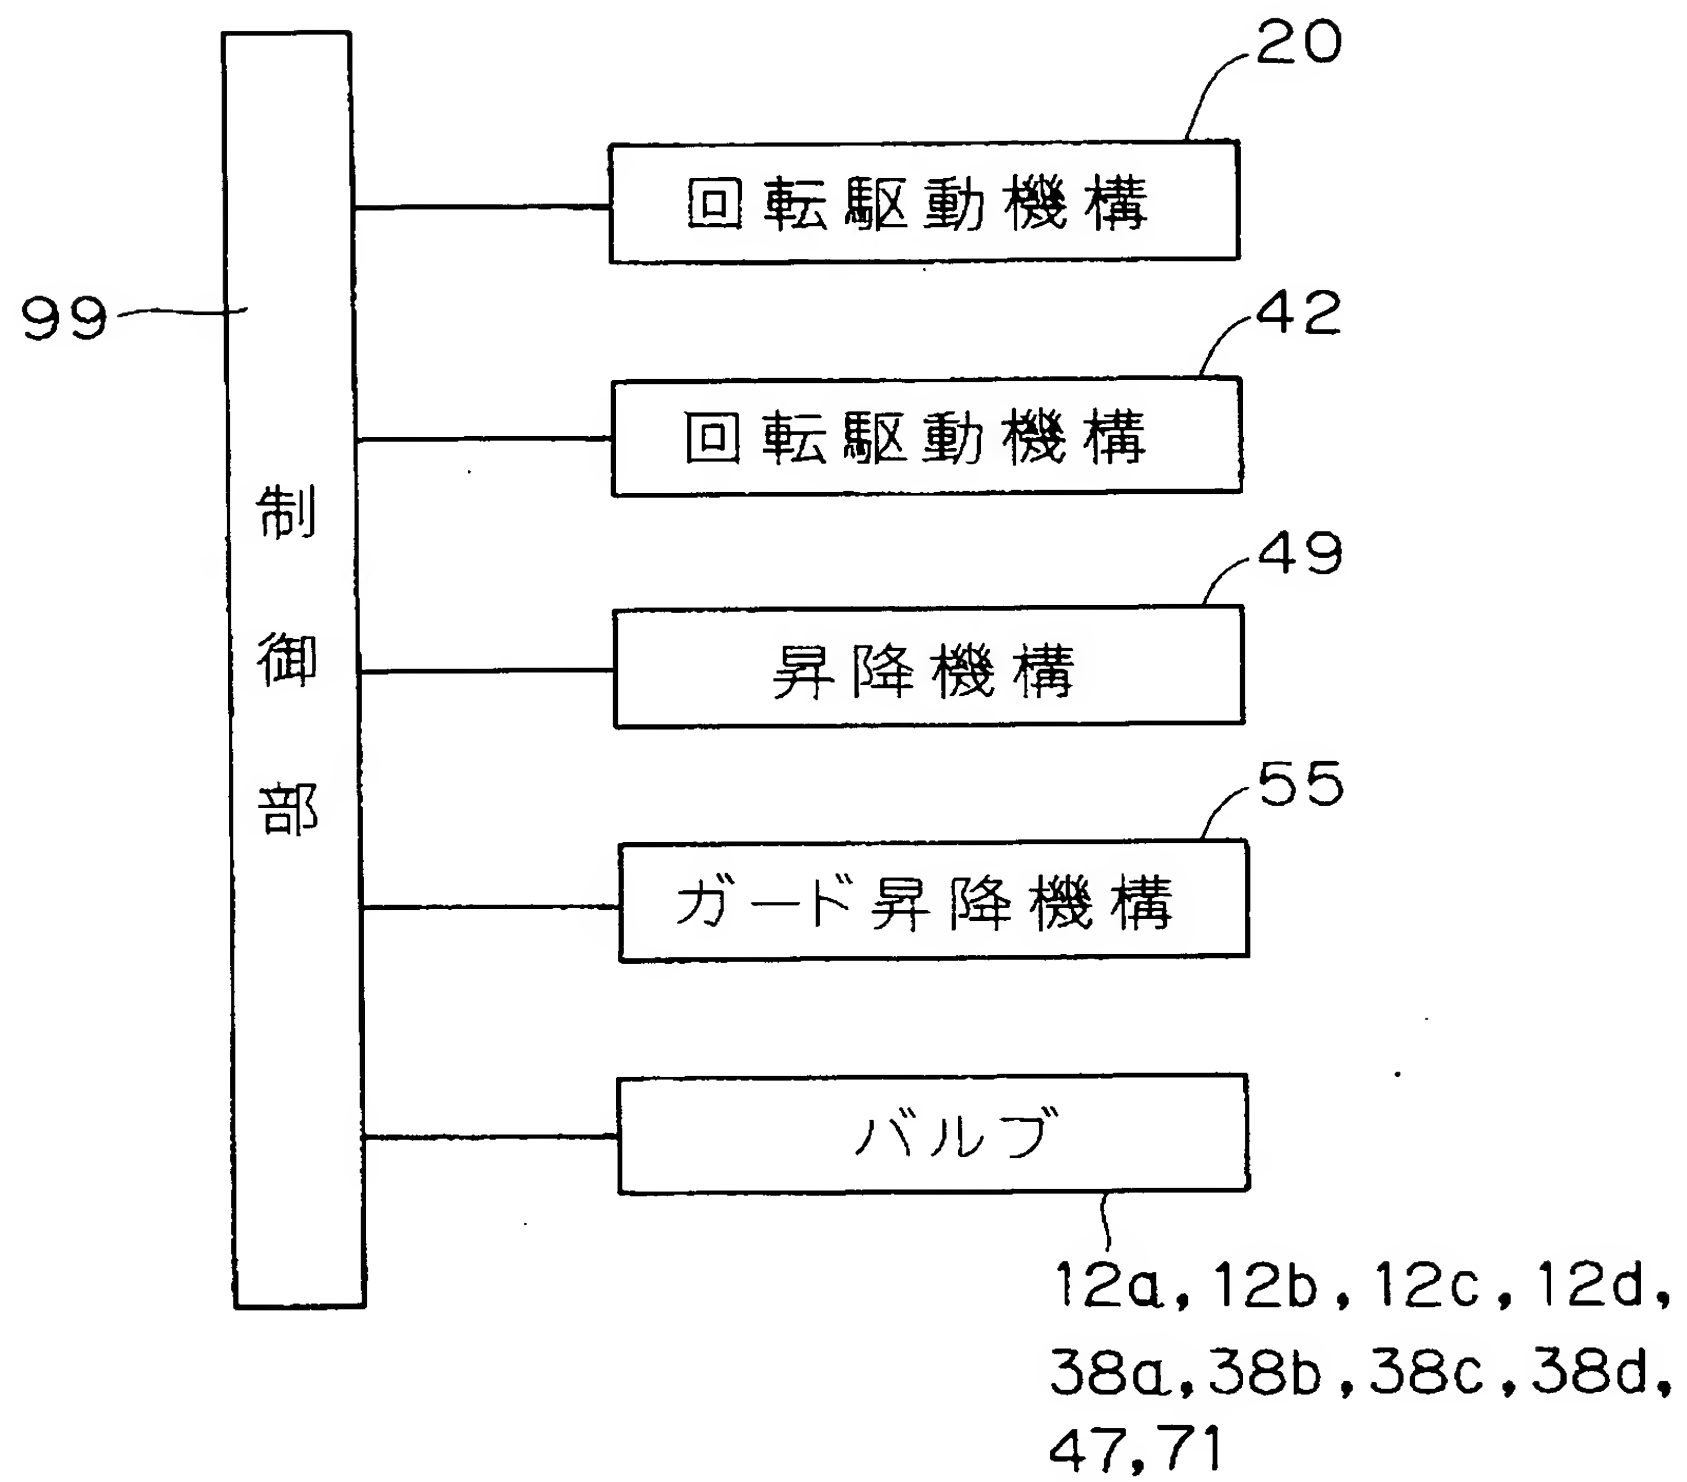 20
回転駆動機構
99
制御部
42
回転駆動機構
49
昇降機構
55
ガード昇降機構
バルブ
12a, 12b, 12c, 12d,
38a, 38b, 38c, 38d,
47, 71